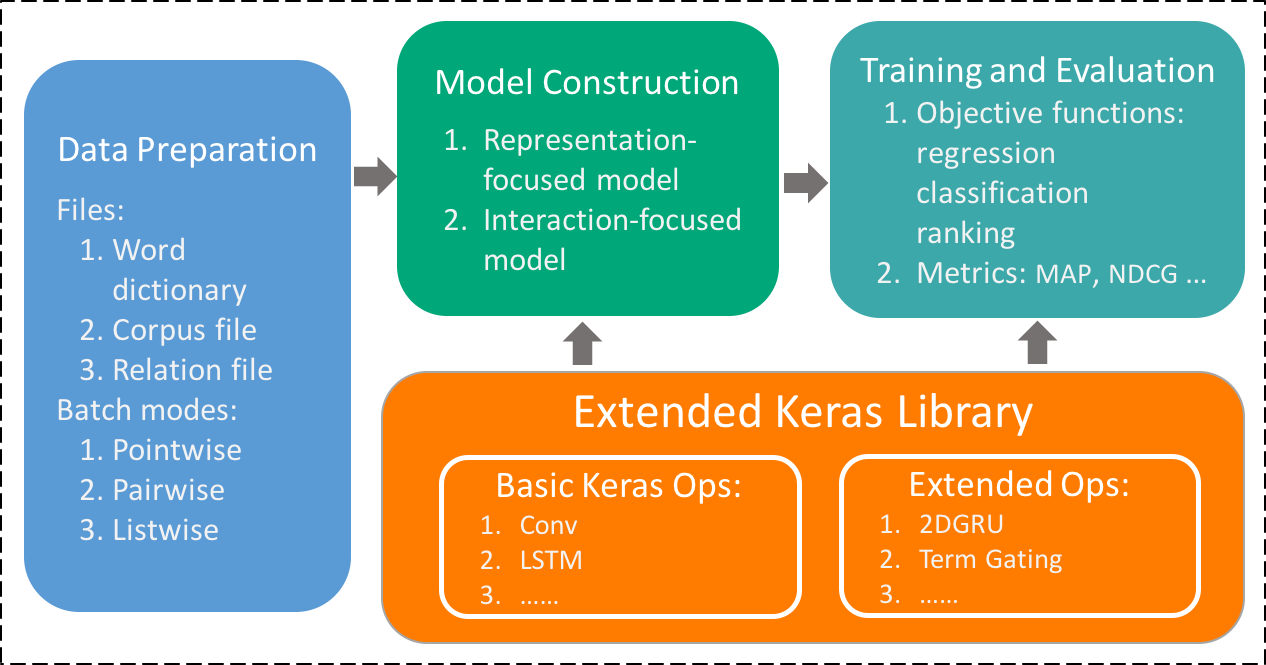 Data Preparation
Files:
1. Word
dictionary
2. Corpus file
3. Relation file
Batch modes:
1. Pointwise
2. Pairwise
3. Listwise
Model Construction
1. Representation-
focused model
2. Interaction-focused
model
Training and Evaluation
1. Objective functions:
regression
classification
ranking
2. Metrics: MAP, NDCG ...
Extended Keras Library
Basic Keras Ops:
1. Conv
2. LSTM
3. ......
Extended Ops:
1. 2DGRU
2. Term Gating
3. ......